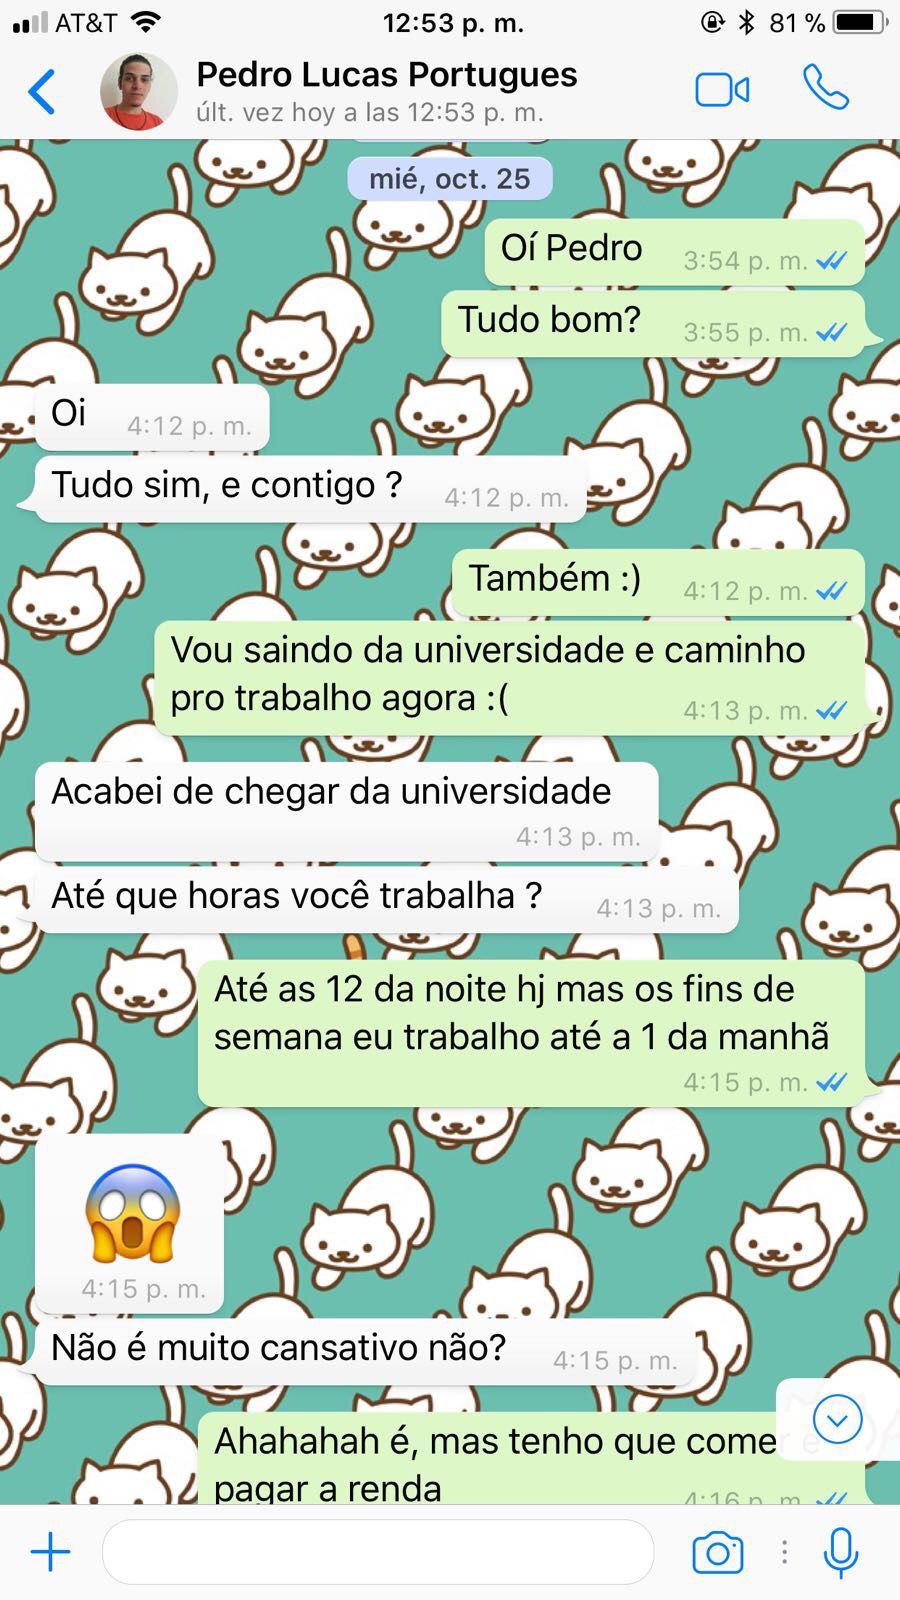 AT&T 12:53 p. m. 81 %
Pedro Lucas Portugues
últ. vez hoy a las 12:53 p. m.
mié, oct. 25
Oí Pedro 3:54 p. m.
Tudo bom? 3:55 p. m.
Oi 4:12 p. m.
Tudo sim, e contigo ? 4:12 p. m.
Também :) 4:12 p. m.
Vou saindo da universidade e caminho
pro trabalho agora :( 4:13 p. m.
Acabei de chegar da universidade
4:13 p. m.
Até que horas você trabalha ? 4:13 p. m.
Até as 12 da noite hj mas os fins de
semana eu trabalho até a 1 da manhã
4:15 p. m.
😱
4:15 p. m.
Não é muito cansativo não? 4:15 p. m.
Ahahahah é, mas tenho que comer e
pagar a renda 4:16 p. m.